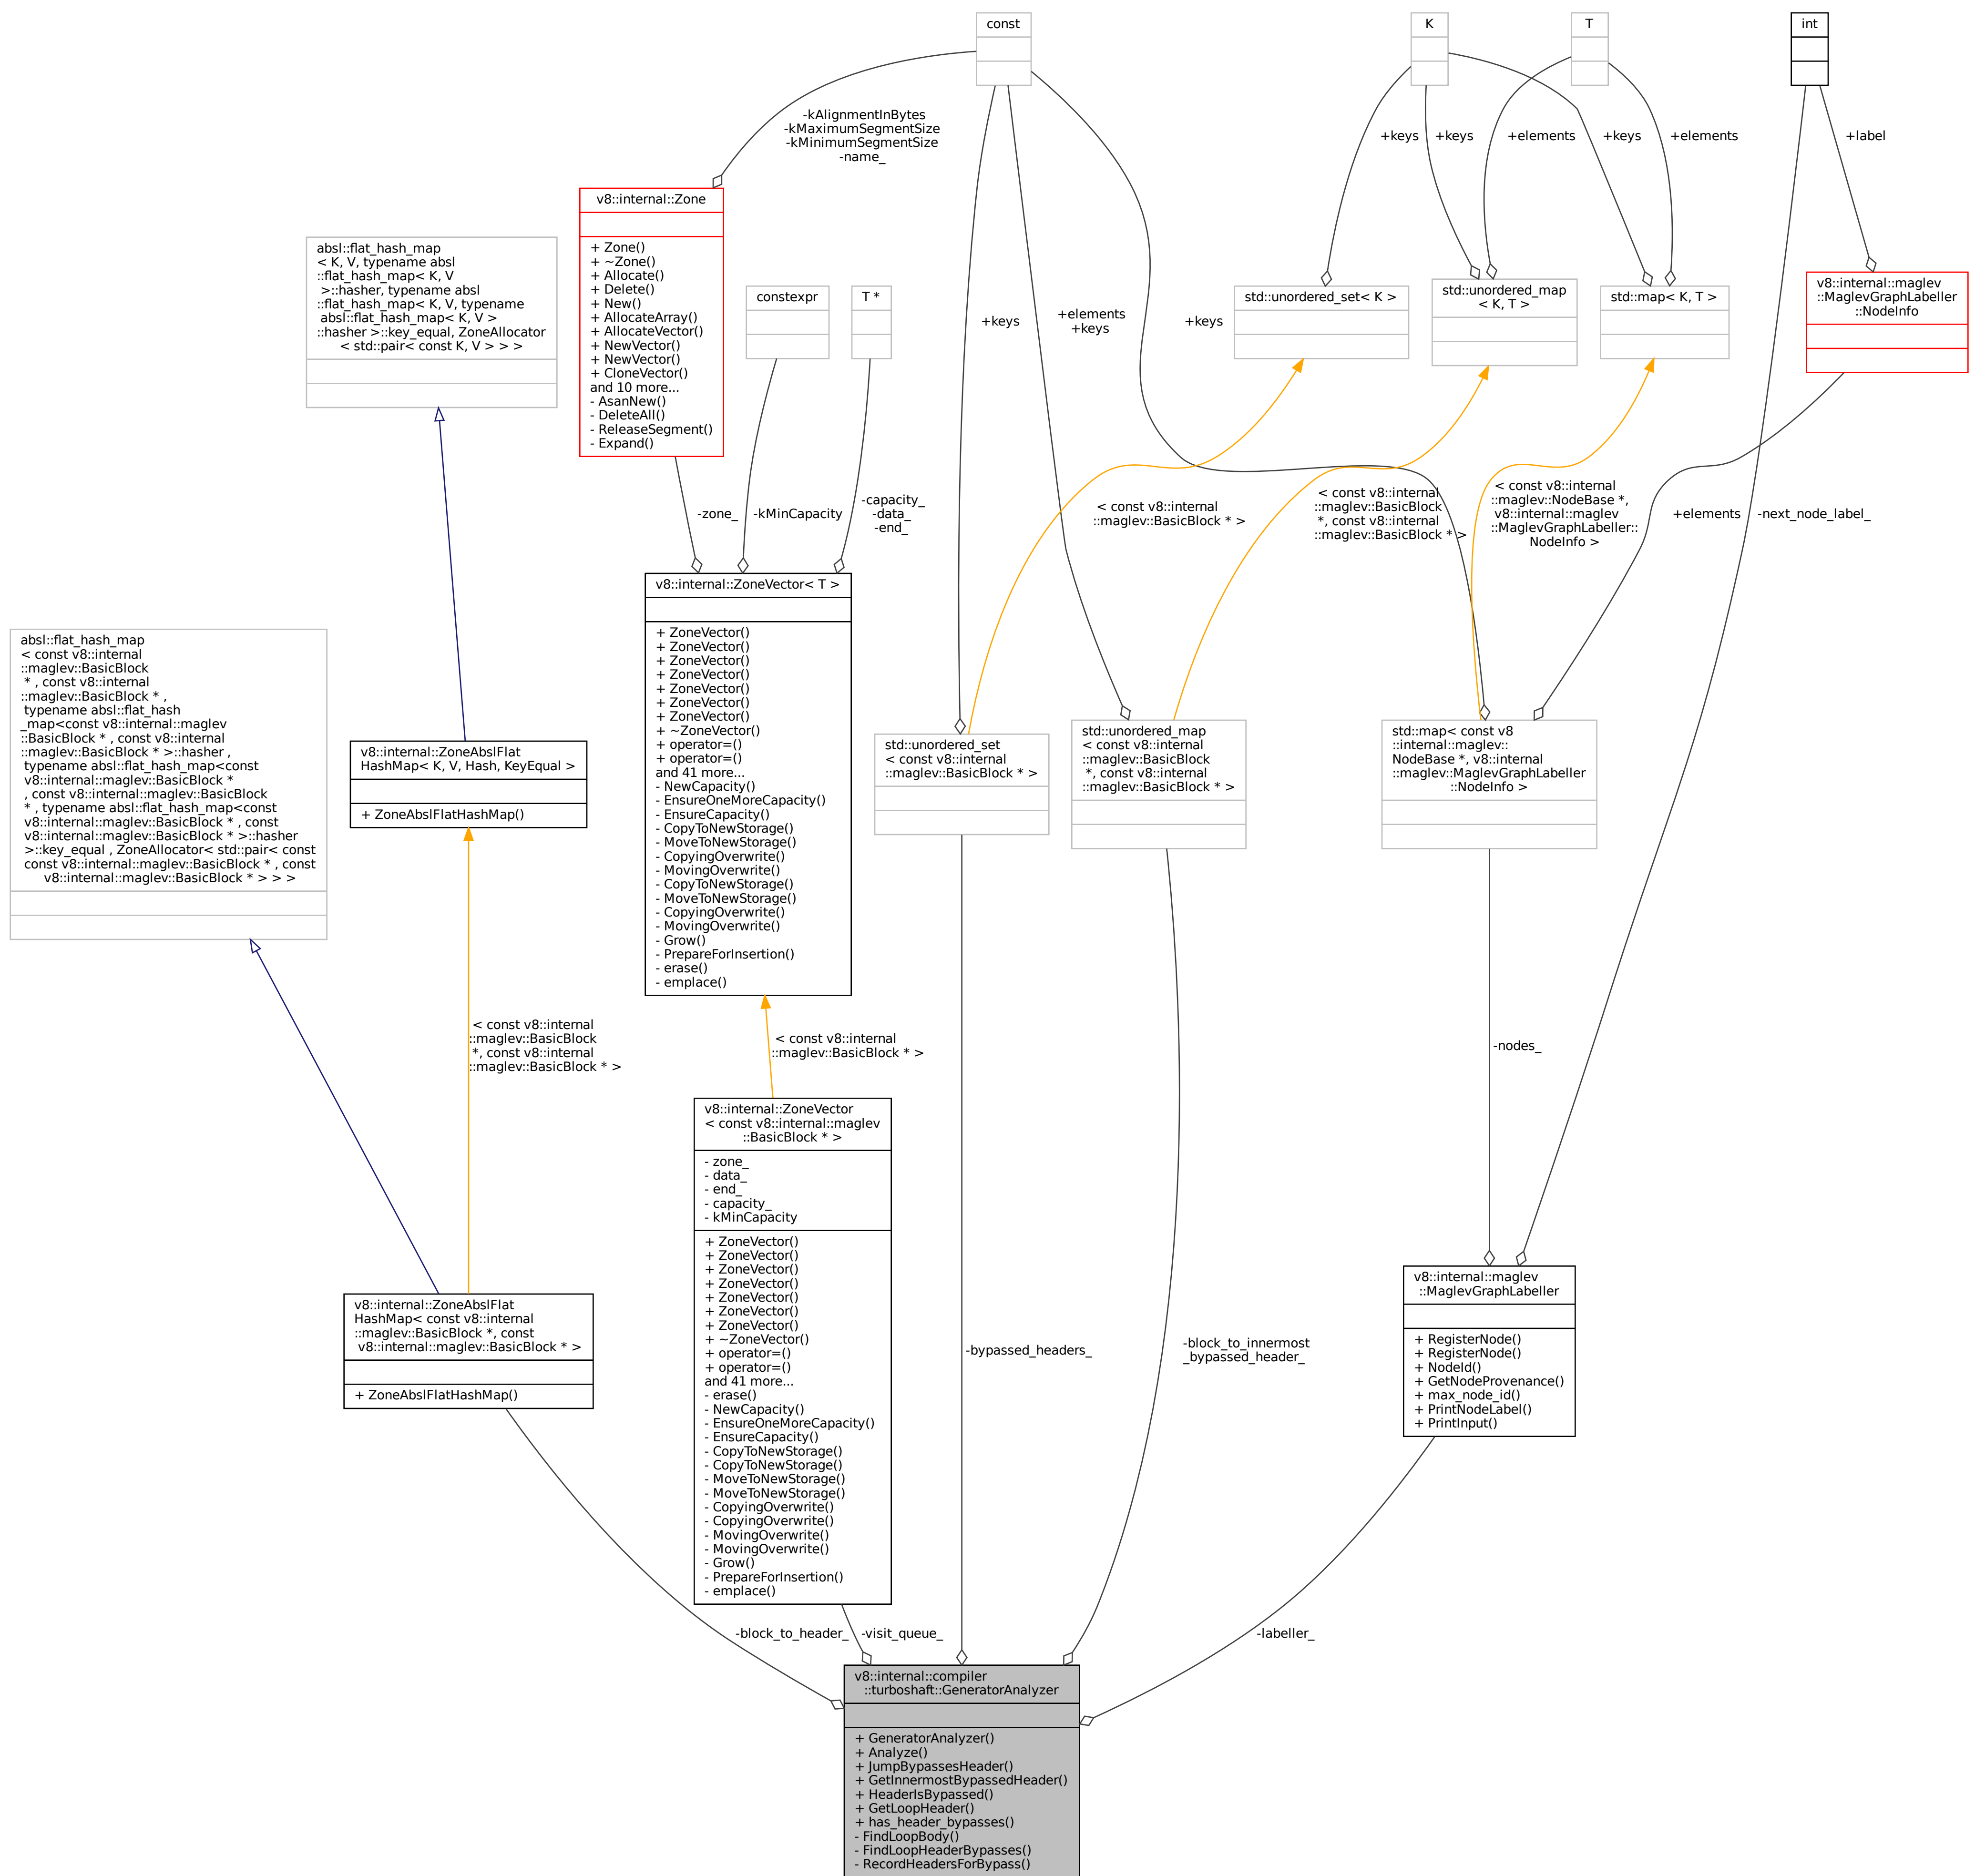 const
K
T
int
-kAlignmentInBytes
-kMaximumSegmentSize
-kMinimumSegmentSize
-name_
+keys
+keys
+elements
+keys
+elements
+label
v8::internal::Zone
+ Zone()
+ ~Zone()
+ Allocate()
+ Delete()
+ New()
+ AllocateArray()
+ AllocateVector()
+ NewVector()
+ NewVector()
+ CloneVector()
and 10 more...
- AsanNew()
- DeleteAll()
- ReleaseSegment()
- Expand()
absl::flat_hash_map
< K, V, typename absl
::flat_hash_map< K, V
>::hasher, typename absl
::flat_hash_map< K, V, typename
absl::flat_hash_map< K, V >
::hasher >::key_equal, ZoneAllocator
< std::pair< const K, V > > >
constexpr
T *
+keys
+elements
+keys
+keys
std::unordered_set< K >
std::unordered_map
< K, T >
std::map< K, T >
v8::internal::maglev
::MaglevGraphLabeller
::NodeInfo
-zone_
-kMinCapacity
-capacity_
-data_
-end_
< const v8::internal
::maglev::BasicBlock * >
< const v8::internal
::maglev::BasicBlock
*, const v8::internal
::maglev::BasicBlock * >
< const v8::internal
::maglev::NodeBase *,
v8::internal::maglev
::MaglevGraphLabeller::
NodeInfo >
+elements
-next_node_label_
absl::flat_hash_map
< const v8::internal
::maglev::BasicBlock
* , const v8::internal
::maglev::BasicBlock * ,
typename absl::flat_hash
_map<const v8::internal::maglev
::BasicBlock * , const v8::internal
::maglev::BasicBlock * >::hasher ,
typename absl::flat_hash_map<const
v8::internal::maglev::BasicBlock *
, const v8::internal::maglev::BasicBlock
* , typename absl::flat_hash_map<const
v8::internal::maglev::BasicBlock * , const
v8::internal::maglev::BasicBlock * >::hasher
>::key_equal , ZoneAllocator< std::pair< const
const v8::internal::maglev::BasicBlock * , const
v8::internal::maglev::BasicBlock * > > >
v8::internal::ZoneAbslFlat
HashMap< K, V, Hash, KeyEqual >
+ ZoneAbslFlatHashMap()
v8::internal::ZoneVector< T >
+ ZoneVector()
+ ZoneVector()
+ ZoneVector()
+ ZoneVector()
+ ZoneVector()
+ ZoneVector()
+ ZoneVector()
+ ~ZoneVector()
+ operator=()
+ operator=()
and 41 more...
- NewCapacity()
- EnsureOneMoreCapacity()
- EnsureCapacity()
- CopyToNewStorage()
- MoveToNewStorage()
- CopyingOverwrite()
- MovingOverwrite()
- CopyToNewStorage()
- MoveToNewStorage()
- CopyingOverwrite()
- MovingOverwrite()
- Grow()
- PrepareForInsertion()
- erase()
- emplace()
std::unordered_set
< const v8::internal
::maglev::BasicBlock * >
std::unordered_map
< const v8::internal
::maglev::BasicBlock
*, const v8::internal
::maglev::BasicBlock * >
std::map< const v8
::internal::maglev::
NodeBase *, v8::internal
::maglev::MaglevGraphLabeller
::NodeInfo >
< const v8::internal
::maglev::BasicBlock
*, const v8::internal
::maglev::BasicBlock * >
< const v8::internal
::maglev::BasicBlock * >
-nodes_
v8::internal::ZoneVector
< const v8::internal::maglev
::BasicBlock * >
- zone_
- data_
- end_
- capacity_
- kMinCapacity
+ ZoneVector()
+ ZoneVector()
+ ZoneVector()
+ ZoneVector()
+ ZoneVector()
+ ZoneVector()
+ ZoneVector()
+ ~ZoneVector()
+ operator=()
+ operator=()
and 41 more...
- erase()
- NewCapacity()
- EnsureOneMoreCapacity()
- EnsureCapacity()
- CopyToNewStorage()
- CopyToNewStorage()
- MoveToNewStorage()
- MoveToNewStorage()
- CopyingOverwrite()
- CopyingOverwrite()
- MovingOverwrite()
- MovingOverwrite()
- Grow()
- PrepareForInsertion()
- emplace()
v8::internal::ZoneAbslFlat
HashMap< const v8::internal
::maglev::BasicBlock *, const
v8::internal::maglev::BasicBlock * >
+ ZoneAbslFlatHashMap()
-bypassed_headers_
-block_to_innermost
_bypassed_header_
v8::internal::maglev
::MaglevGraphLabeller
+ RegisterNode()
+ RegisterNode()
+ NodeId()
+ GetNodeProvenance()
+ max_node_id()
+ PrintNodeLabel()
+ PrintInput()
-block_to_header_
-visit_queue_
-labeller_
v8::internal::compiler
::turboshaft::GeneratorAnalyzer
+ GeneratorAnalyzer()
+ Analyze()
+ JumpBypassesHeader()
+ GetInnermostBypassedHeader()
+ HeaderIsBypassed()
+ GetLoopHeader()
+ has_header_bypasses()
- FindLoopBody()
- FindLoopHeaderBypasses()
- RecordHeadersForBypass()